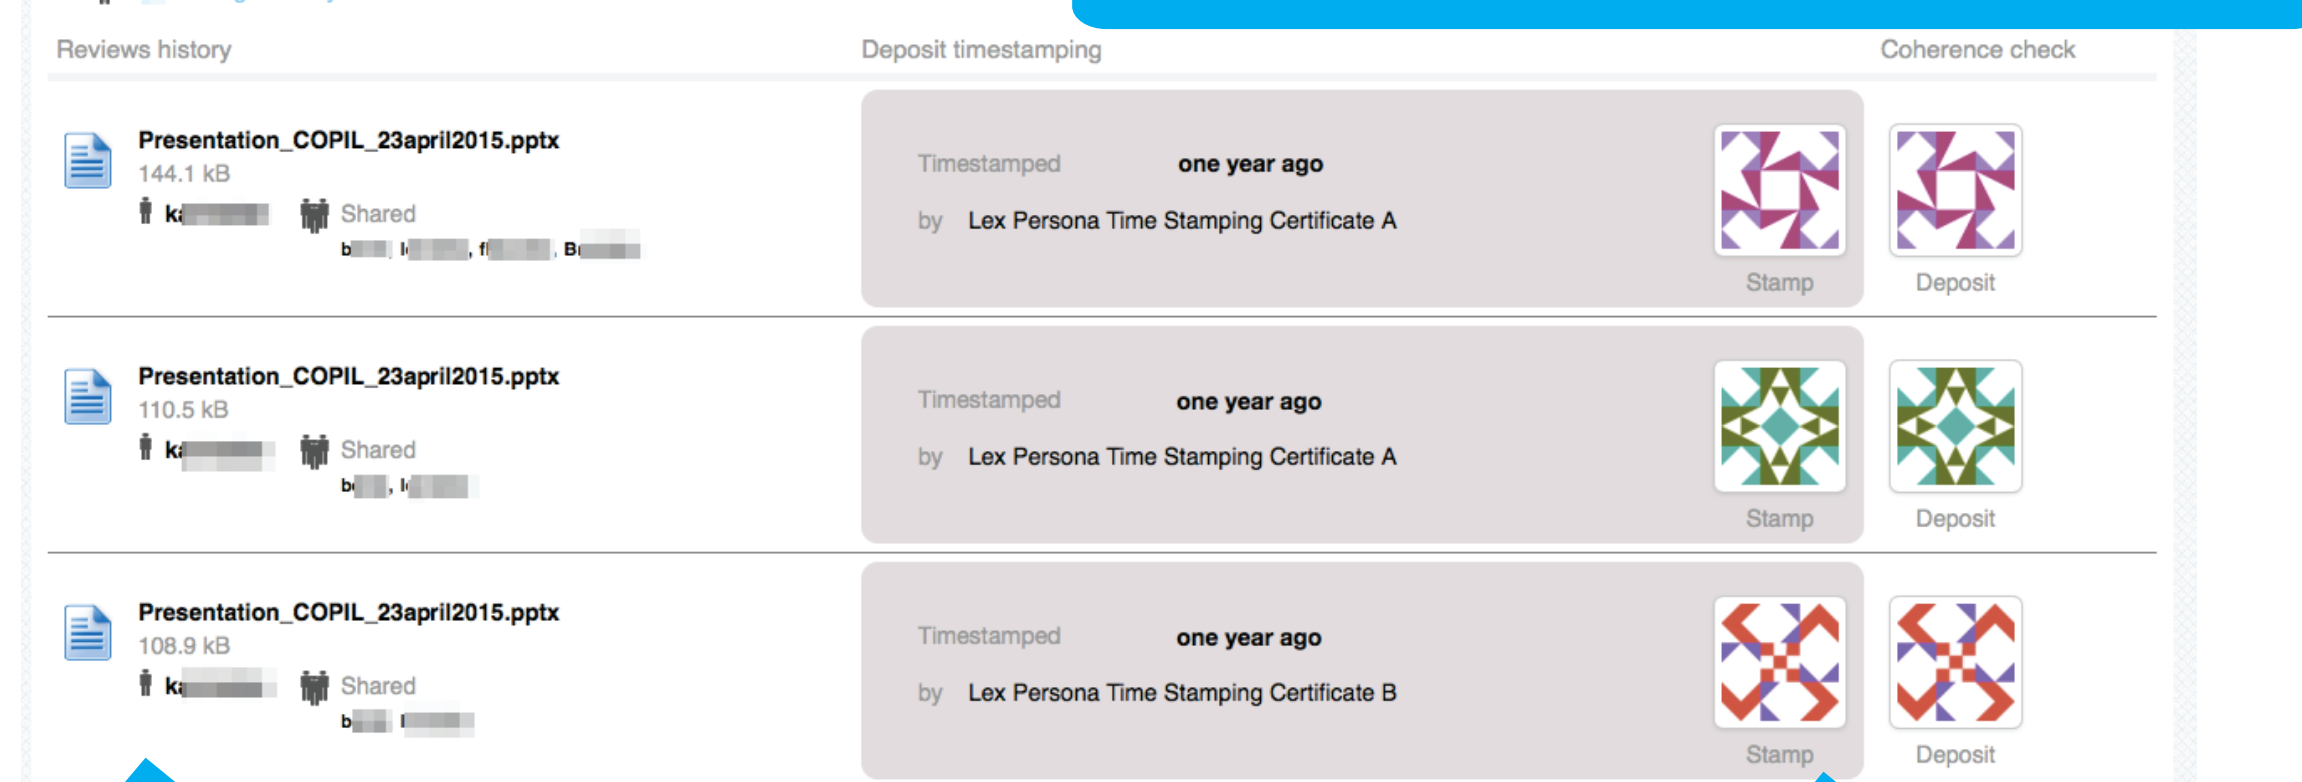 Reviews history
Deposit timestamping
Coherence check
Presentation_COPIL_23april2015.pptx
144.1 kB
Shared
Timestamped one year ago
by Lex Persona Time Stamping Certificate A
Stamp
Deposit
Presentation_COPIL_23april2015.pptx
110.5 kB
Shared
Timestamped one year ago
by Lex Persona Time Stamping Certificate A
Stamp
Deposit
Presentation_COPIL_23april2015.pptx
108.9 kB
Shared
Timestamped one year ago
by Lex Persona Time Stamping Certificate B
Stamp
Deposit